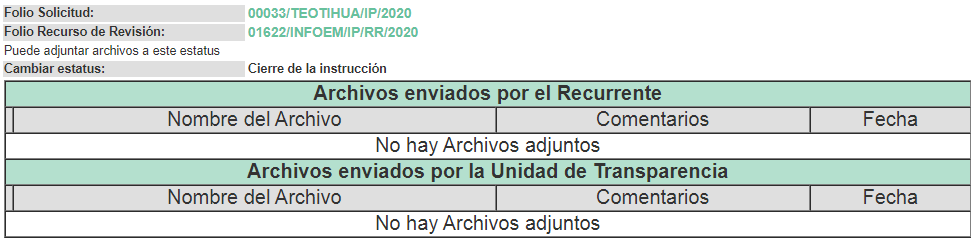 Folio Solicitud: 00033/TEOTIHUA/IP/2020
Folio Recurso de Revisión: 01622/INFOEM/IP/RR/2020
Puede adjuntar archivos a este estatus
Cambiar estatus: Cierre de la instrucción
Archivos enviados por el Recurrente
Nombre del Archivo Comentarios Fecha
No hay Archivos adjuntos
Archivos enviados por la Unidad de Transparencia
Nombre del Archivo Comentarios Fecha
No hay Archivos adjuntos